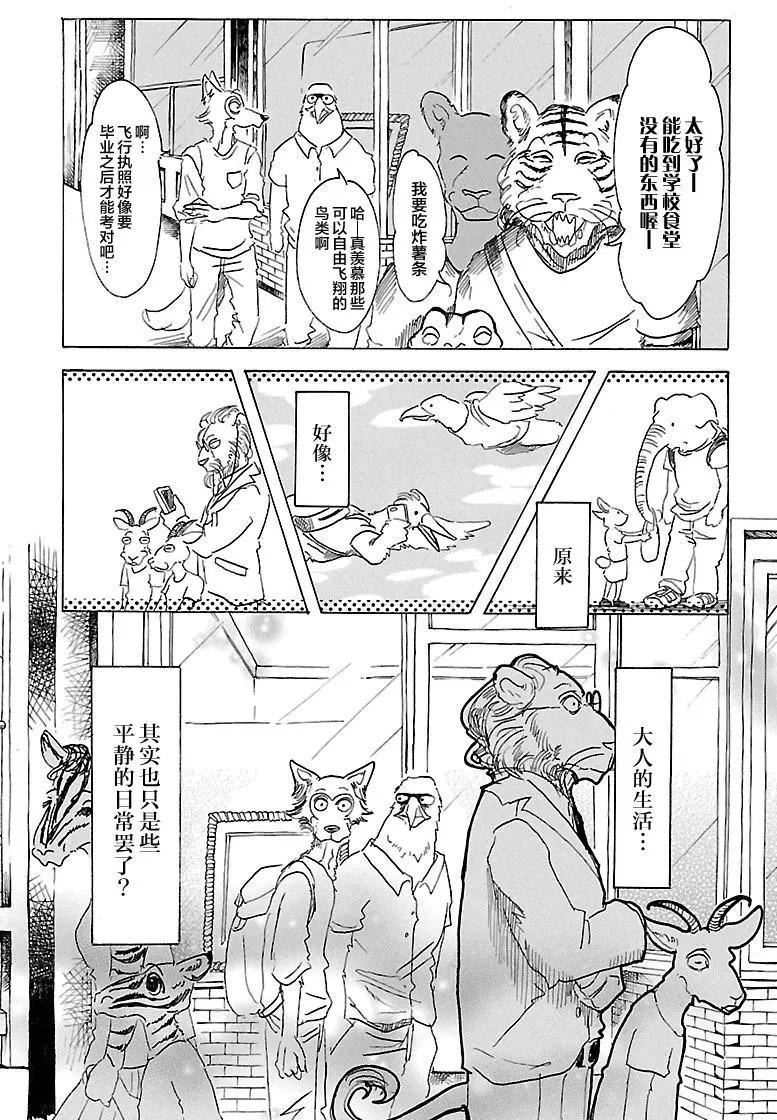 太好了ー
能吃到学校食堂
没有的东西喔ー
我要吃炸薯条
哈ー真羡慕那些
可以自由飞翔的
鸟类啊
啊…
飞行执照好像要
毕业之后才能考对吧…
原来
好像…
大人的生活…
其实也只是些
平静的日常罢了？